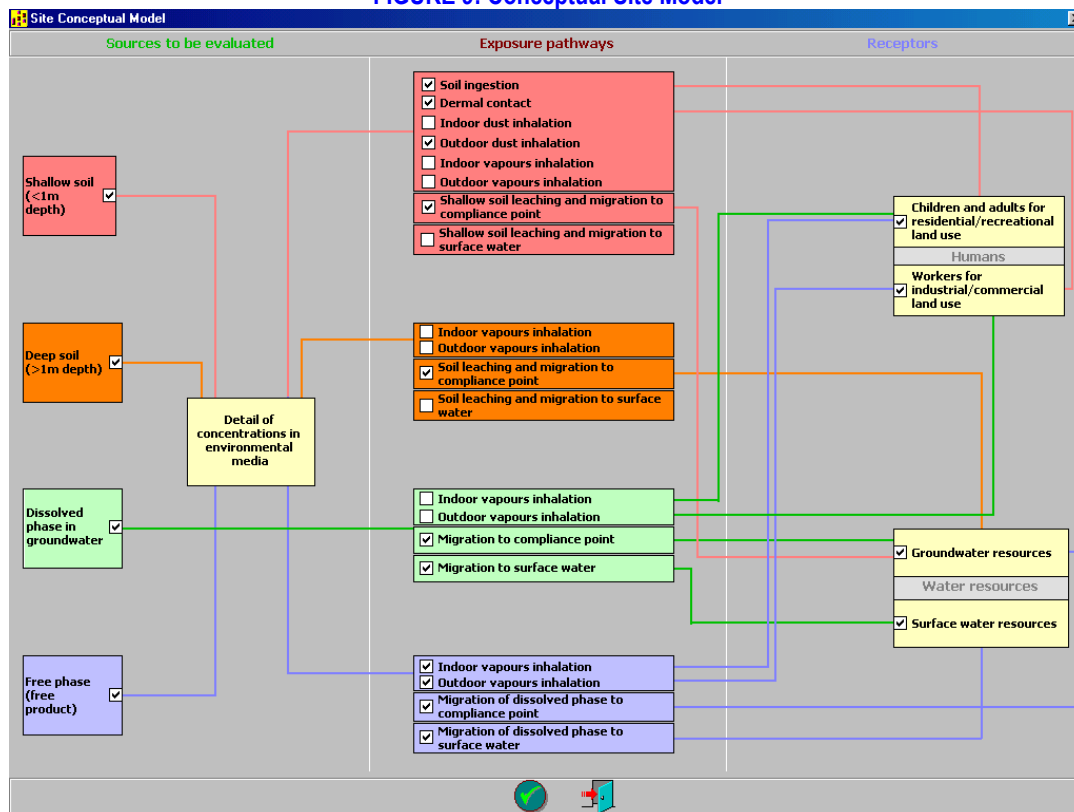 FIGURE 9: Conceptual Site Model
Site Conceptual Model
Sources to be evaluated
Exposure pathways
Receptors
Soil ingestion
Dermal contact
Indoor dust inhalation
Outdoor dust inhalation
Indoor vapours inhalation
Outdoor vapours inhalation
Shallow soil leaching and migration to
compliance point
Shallow soil leaching and migration to
surface water
Shallow soil
(<1m
depth)
Children and adults for
residential/recreational
land use
Humans
Workers for
industrial/commercial
land use
Indoor vapours inhalation
Outdoor vapours inhalation
Soil leaching and migration to
compliance point
Soil leaching and migration to surface
water
Deep soil
(>1m depth)
Detail of
concentrations in
environmental
media
Dissolved
phase in
groundwater
Indoor vapours inhalation
Outdoor vapours inhalation
Migration to compliance point
Migration to surface water
Groundwater resources
Water resources
Surface water resources
Free phase
(free
product)
Indoor vapours inhalation
Outdoor vapours inhalation
Migration of dissolved phase to
compliance point
Migration of dissolved phase to
surface water